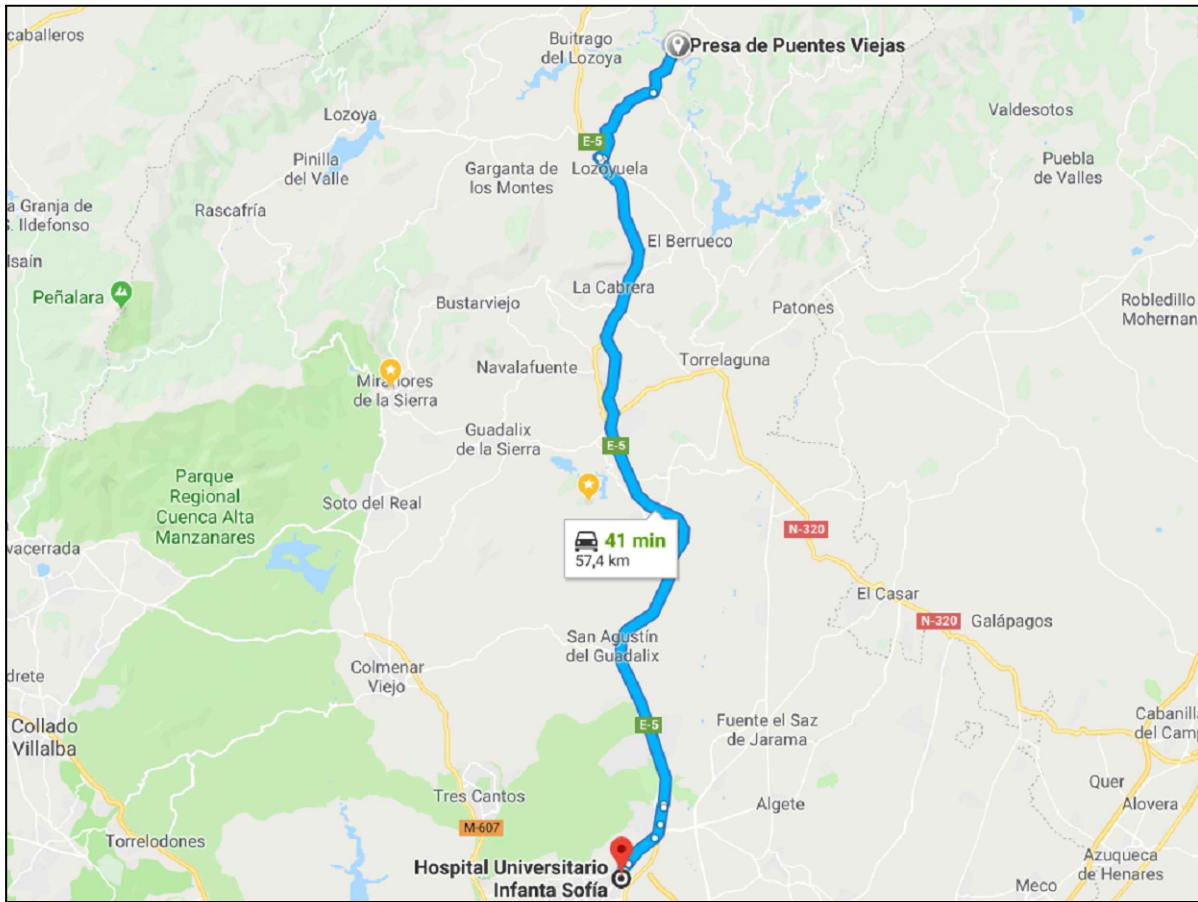 caballeros
Buitrago
del Lozoya
Presa de Puentes Viejas
Valdesotos
Lozoya
E-5
Pinilla
del Valle
Garganta de
los Montes
Lozoyuela
Puebla
de Valles
a Granja de
S. Ildefonso
Rascafría
lsaín
El Berrueco
Peñalara
La Cabrera
Bustarviejo
Patones
Robledillo
Mohernan
Navalafuente
Torrelaguna
Miraflores
de la Sierra
Guadalix
de la Sierra
E-5
Parque
Regional
Cuenca Alta
Manzanares
Soto del Real
41 min
57,4 km
N-320
vacerrada
El Casar
Galápagos
N-320
San Agustín
del Guadalix
drete
Colmenar
Viejo
Collado
Villalba
E-5
Fuente el Saz
de Jarama
Cabanilla
del Camp
Quer
Tres Cantos
Algete
Alovera
M-607
Torrelodones
Hospital Universitario
Infanta Sofía
Azuqueca
de Henares
Meco